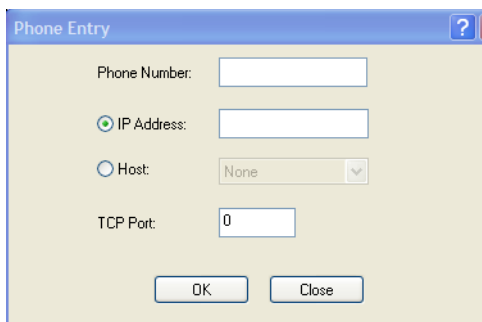 Phone Entry ?
Phone Number:
IP Address:
Host: None
TCP Port: 0
OK Close